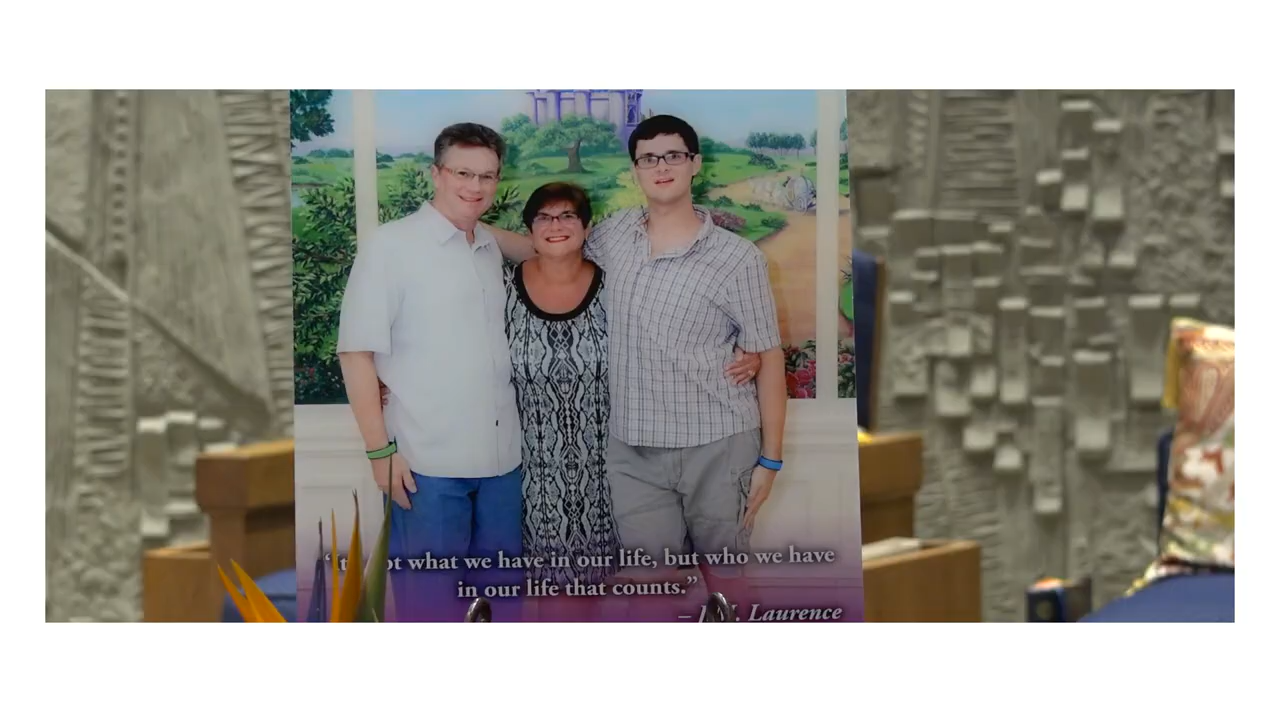 what we have in our life, but who we have
in our life that counts.”
– J. Laurence